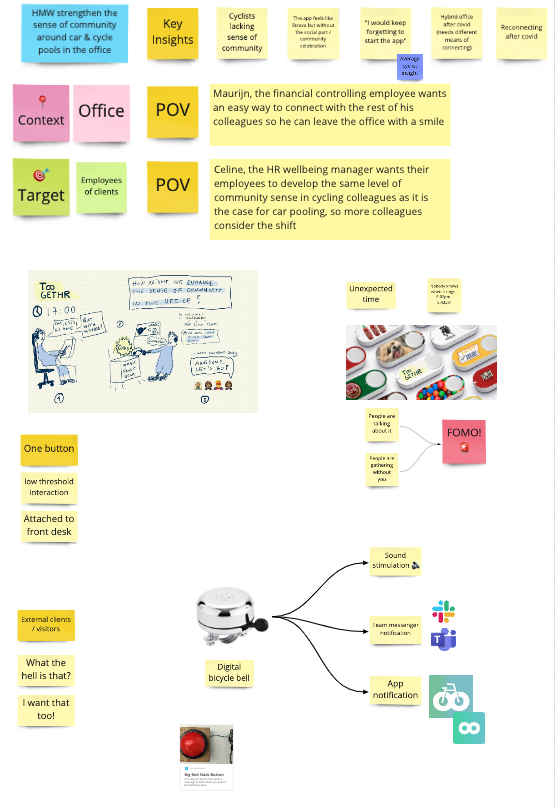 HMW strengthen the
sense of community
around car & cycle
pools in the office
Key
Insights
Cyclists
lacking
sense of
community
The app feels like
Strava but without
the social part /
community
celebration
"I would keep
forgetting to
start the app"
Average
cyclist
insight
Hybrid office
after covid
(needs different
means of
connecting)
Reconnecting
after covid
Context
Office
POV
Maurijn, the financial controlling employee wants
an easy way to connect with the rest of his
colleagues so he can leave the office with a smile
Target
Employees
of clients
POV
Celine, the HR wellbeing manager wants their
employees to develop the same level of
community sense in cycling colleagues as it is
the case for car pooling, so more colleagues
consider the shift
Too
GETHR
17:00
HOW MIGHT WE ENHANCE
THE SENSE OF COMMUNITY
IN THE OFFICE?
AWESOME,
LET'S GO!
Unexpected
time
Nobody knows
when it rings
Too
GETHR
People are
talking
about it
People are
gathering
without
you
FOMO!
One button
low threshold
interaction
Attached to
front desk
External clients
/ visitors
What the
hell is that?
I want that
too!
Digital
bicycle bell
Sound
stimulation
Team messenger
notification
App
notification
Big Red Slack Button